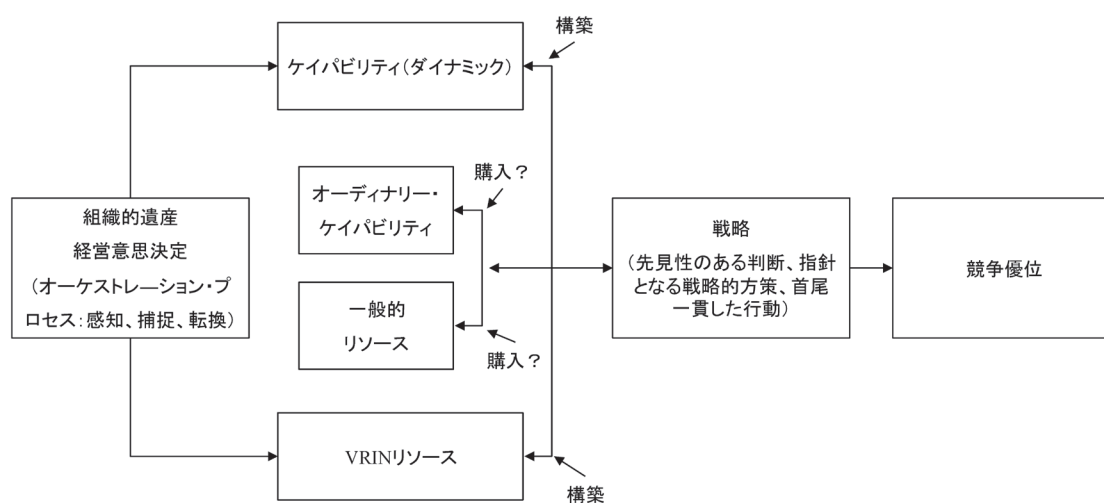 構築
ケイパビリティ(ダイナミック)
購入？
オーディナリー・
ケイパビリティ
組織的遺産
経営意思決定
(オーケストレ―ション・プ
ロセス：感知、捕捉、転換)
戦略
(先見性のある判断、指針
となる戦略的方策、首尾
一貫した行動)
競争優位
一般的
リソース
購入？
VRINリソース
構築